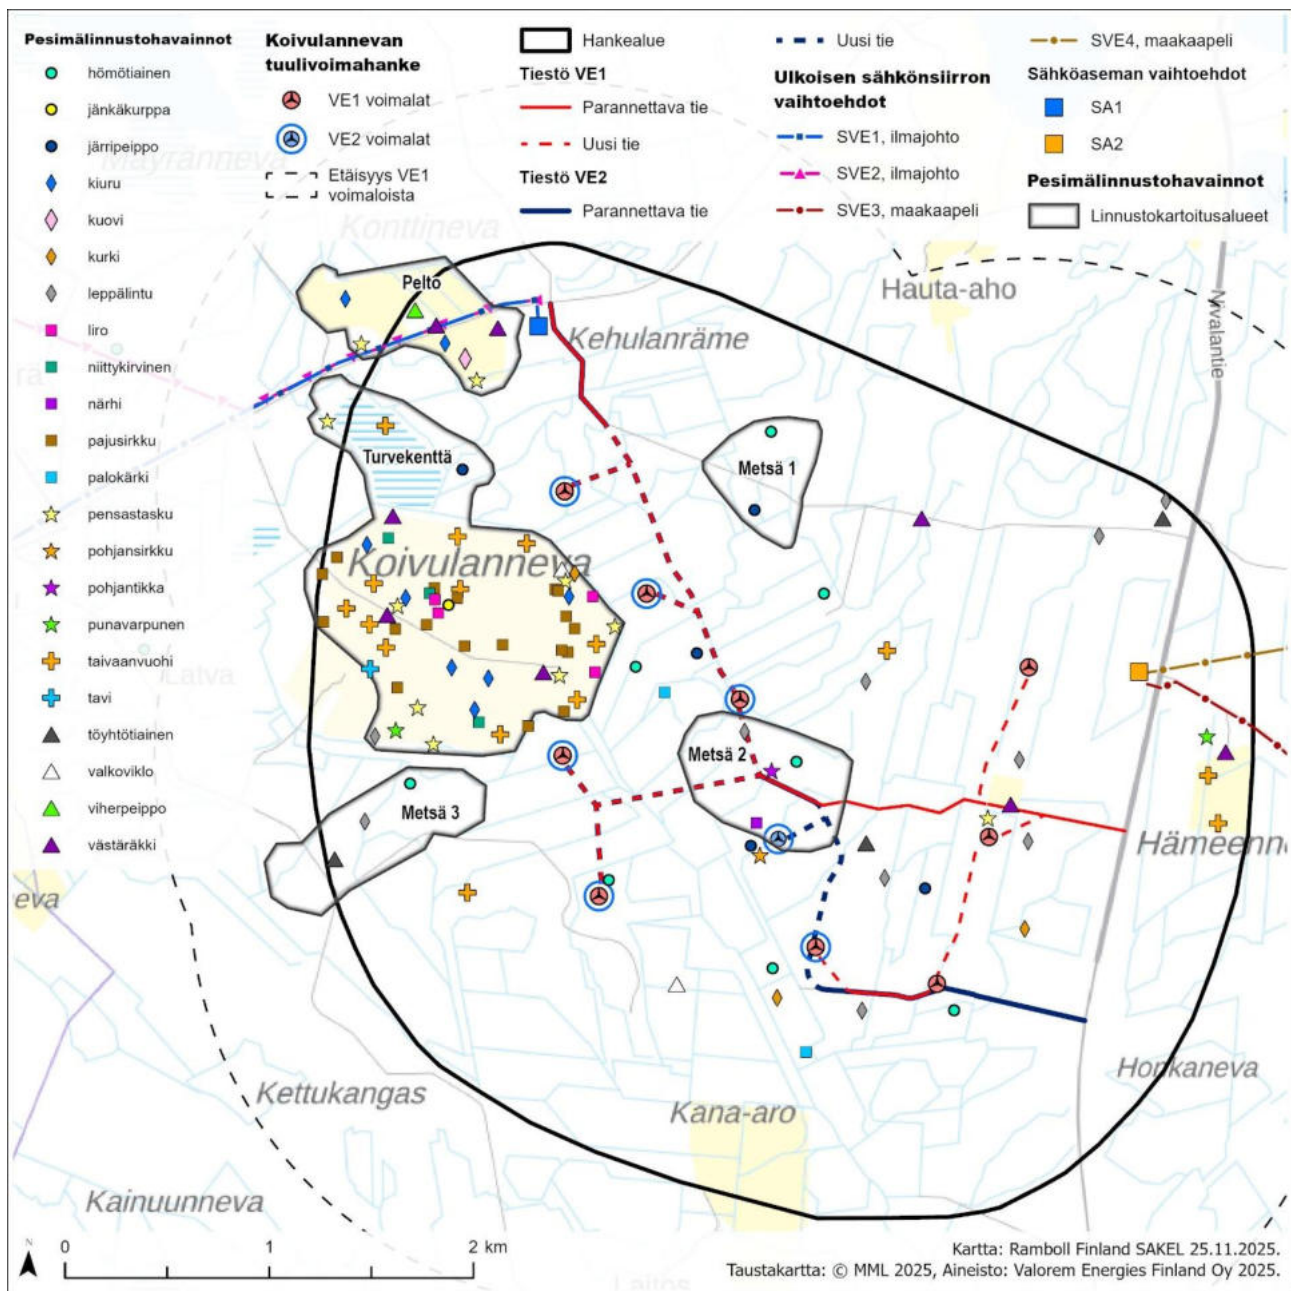 Pesimälinnustohavainnot
hömötiainen
jänkäkurppa
järripeippo
kiuru
kuovi
kurki
leppälintu
liro
niittykirvinen
närhi
pajusirkku
palokärki
pensastasku
pohjansirkku
pohjantikka
punavarpunen
taivaanvuohi
tavi
töyhtötiainen
valkoviklo
viherpeippo
västäräkki
Koivulannevan
tuulivoimahanke
VE1 voimalat
VE2 voimalat
Etäisyys VE1
voimaloista
Hankealue
Tiestö VE1
Parannettava tie
Uusi tie
Tiestö VE2
Parannettava tie
Uusi tie
Ulkoisen sähkönsiirron
vaihtoehdot
SVE1, ilmajohto
SVE2, ilmajohto
SVE3, maakaapeli
SVE4, maakaapeli
Sähköaseman vaihtoehdot
SA1
SA2
Pesimälinnustohavainnot
Linnustokartoitusalueet
Mäyränneva
Konttineva
Pelto
Hauta-aho
Nivalantie
Kehulanräme
Turvekenttä
Metsä 1
Koivulanneva
Latva
Metsä 2
Metsä 3
Hämeenn
eva
Kettukangas
Kana-aro
Honkaneva
Kainuunneva
Laitos
N
0 1 2 km
Kartta: Ramboll Finland SAKEL 25.11.2025.
Taustakartta: © MML 2025, Aineisto: Valorem Energies Finland Oy 2025.